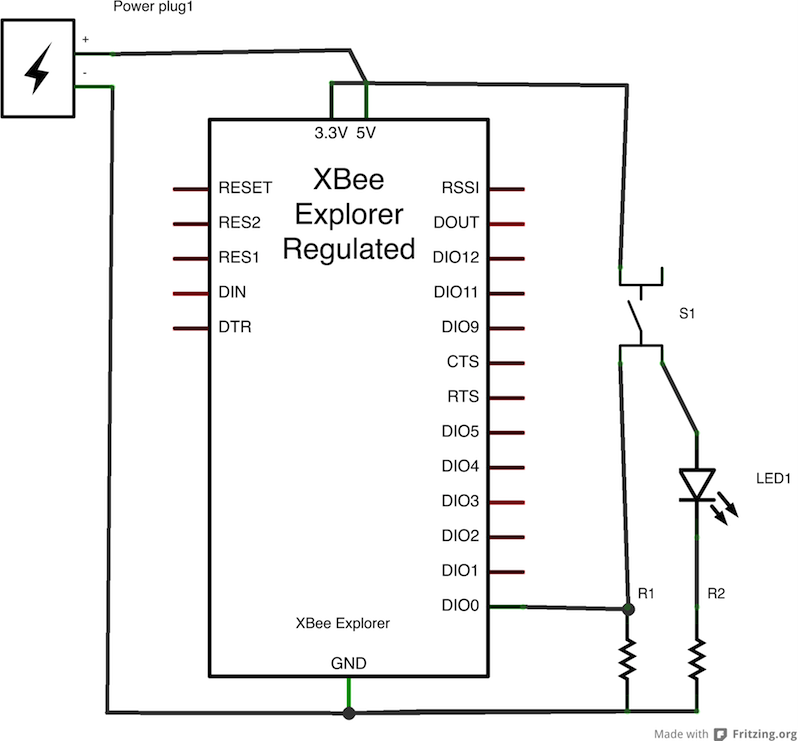 Power plug1
+
-
3.3V 5V
XBee
Explorer
Regulated
RESET
RES2
RES1
DIN
DTR
RSSI
DOUT
DIO12
DIO11
DIO9
CTS
RTS
DIO5
DIO4
DIO3
DIO2
DIO1
DIO0
XBee Explorer
GND
S1
LED1
R1
R2
Made with Fritzing.org